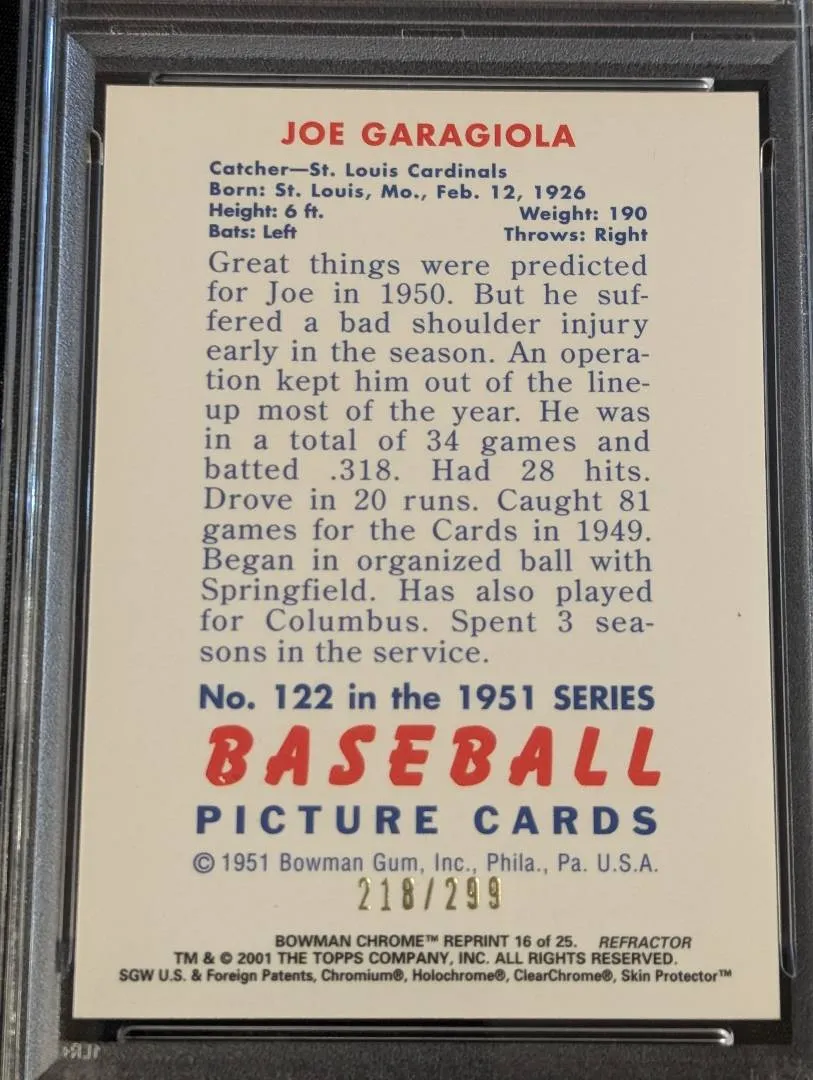 JOE GARAGIOLA
Catcher—St. Louis Cardinals
Born: St. Louis, Mo., Feb. 12, 1926
Height: 6 ft. Weight: 190
Bats: Left Throws: Right
Great things were predicted
for Joe in 1950. But he suf-
fered a bad shoulder injury
early in the season. An opera-
tion kept him out of the line-
up most of the year. He was
in a total of 34 games and
batted .318. Had 28 hits.
Drove in 20 runs. Caught 81
games for the Cards in 1949.
Began in organized ball with
Springfield. Has also played
for Columbus. Spent 3 sea-
sons in the service.
No. 122 in the 1951 SERIES
BASEBALL
PICTURE CARDS
© 1951 Bowman Gum, Inc., Phila., Pa. U.S.A.
218/299
BOWMAN CHROME™ REPRINT 16 of 25. REFRACTOR
TM & © 2001 THE TOPPS COMPANY, INC. ALL RIGHTS RESERVED.
SGW U.S. & Foreign Patents, Chromium®, Holochrome®, ClearChrome®, Skin Protector™